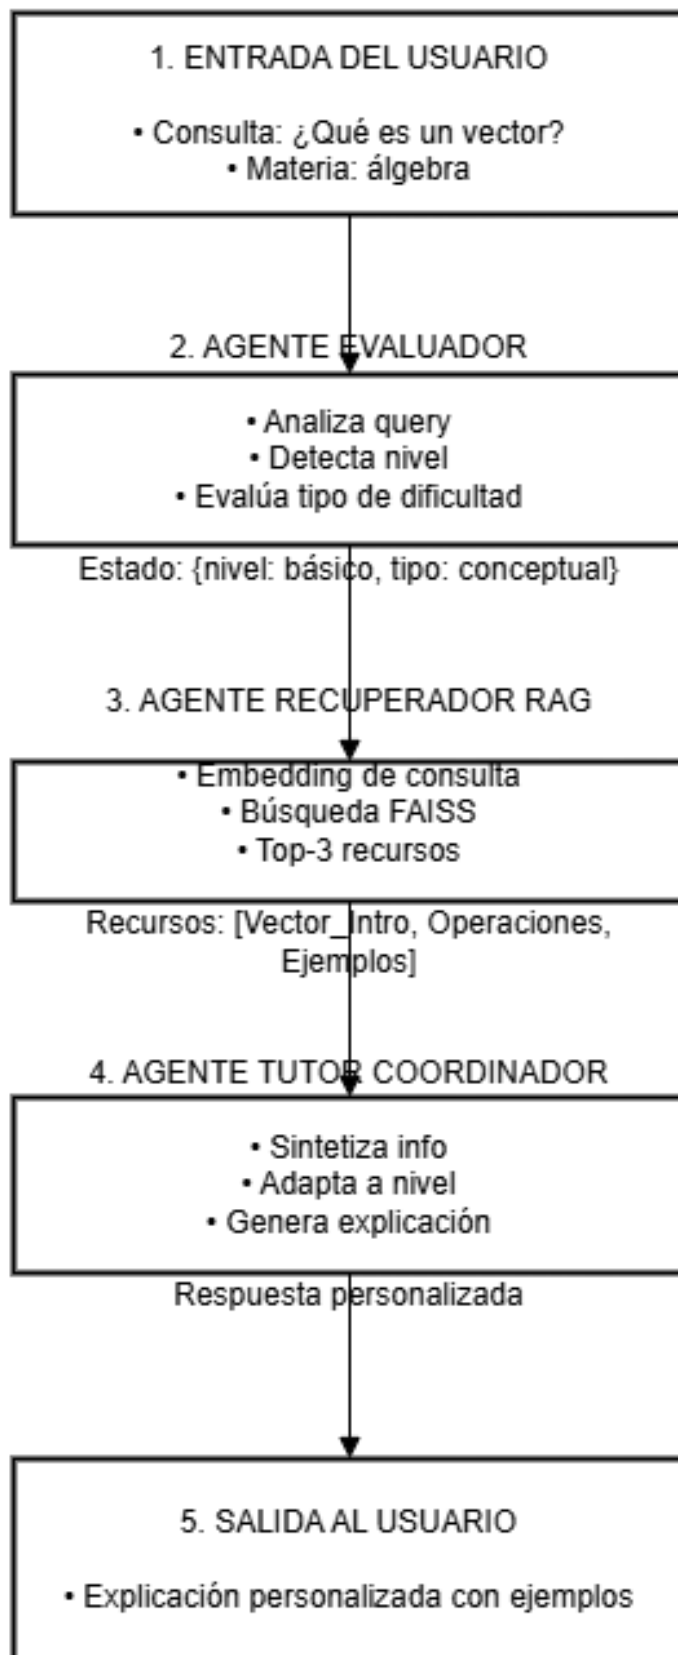 1. ENTRADA DEL USUARIO
• Consulta: ¿Qué es un vector?
• Materia: álgebra
2. AGENTE EVALUADOR
• Analiza query
• Detecta nivel
• Evalúa tipo de dificultad
Estado: {nivel: básico, tipo: conceptual}
3. AGENTE RECUPERADOR RAG
• Embedding de consulta
• Búsqueda FAISS
• Top-3 recursos
Recursos: [Vector_Intro, Operaciones,
Ejemplos]
4. AGENTE TUTOR COORDINADOR
• Sintetiza info
• Adapta a nivel
• Genera explicación
Respuesta personalizada
5. SALIDA AL USUARIO
• Explicación personalizada con ejemplos